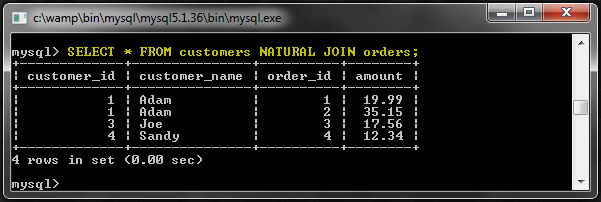 c:\wamp\bin\mysql\mysql5.1.36\bin\mysql.exe
mysql> SELECT * FROM customers NATURAL JOIN orders;
+-------------+---------------+----------+--------+
| customer_id | customer_name | order_id | amount |
+-------------+---------------+----------+--------+
|           1 | Adam          |        1 |  19.99 |
|           1 | Adam          |        2 |  35.15 |
|           3 | Joe           |        3 |  17.56 |
|           4 | Sandy         |        4 |  12.34 |
+-------------+---------------+----------+--------+
4 rows in set (0.00 sec)
mysql>